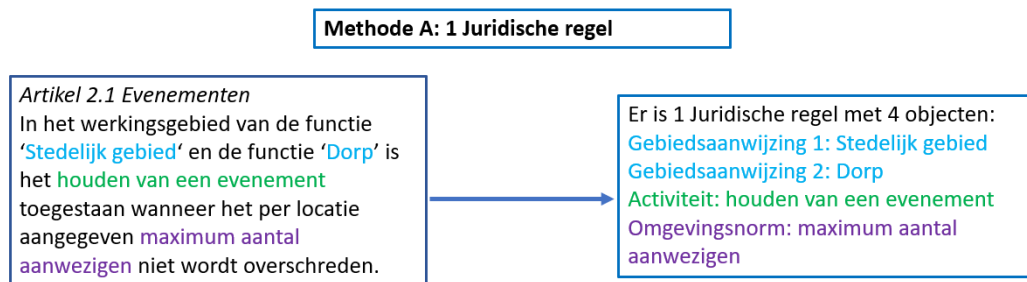 Methode A: 1 Juridische regel
Artikel 2.1 Evenementen
In het werkingsgebied van de functie
‘Stedelijk gebied‘ en de functie ‘Dorp’ is
het houden van een evenement
toegestaan wanneer het per locatie
aangegeven maximum aantal
aanwezigen niet wordt overschreden.
Er is 1 Juridische regel met 4 objecten:
Gebiedsaanwijzing 1: Stedelijk gebied
Gebiedsaanwijzing 2: Dorp
Activiteit: houden van een evenement
Omgevingsnorm: maximum aantal
aanwezigen